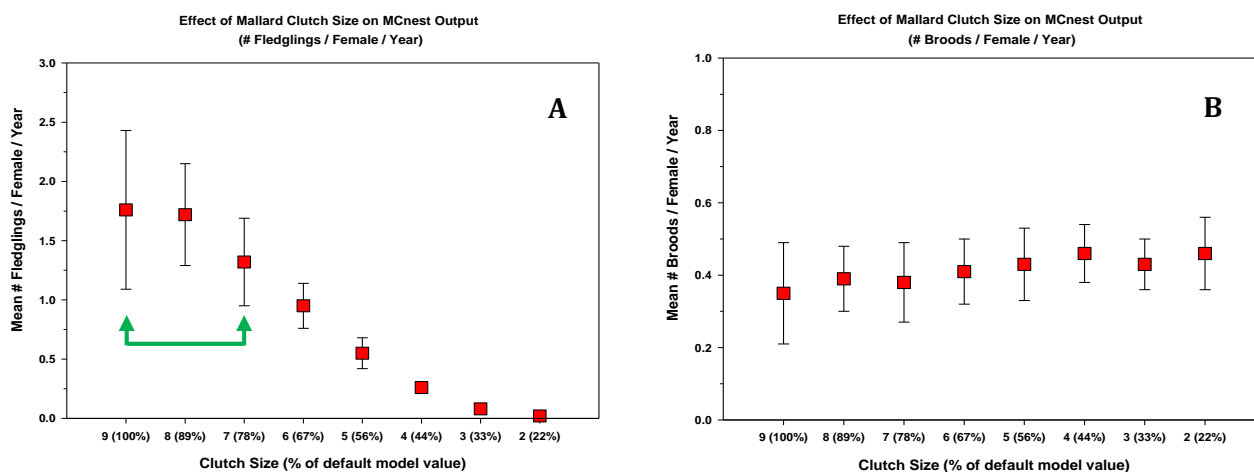 Effect of Mallard Clutch Size on MCnest Output
(# Fledglings / Female / Year)
3.0
2.5
2.0
1.5
1.0
0.5
0.0
Mean # Fledglings / Female / Year
A
9 (100%) 8 (89%) 7 (78%) 6 (67%) 5 (56%) 4 (44%) 3 (33%) 2 (22%)
Clutch Size (% of default model value)
Effect of Mallard Clutch Size on MCnest Output
(# Broods / Female / Year)
1.0
0.8
0.6
0.4
0.2
0.0
Mean # Broods / Female / Year
B
9 (100%) 8 (89%) 7 (78%) 6 (67%) 5 (56%) 4 (44%) 3 (33%) 2 (22%)
Clutch Size (% of default model value)